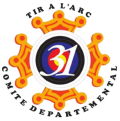 TIR A L'ARC
31
COMITE DEPARTEMENTAL